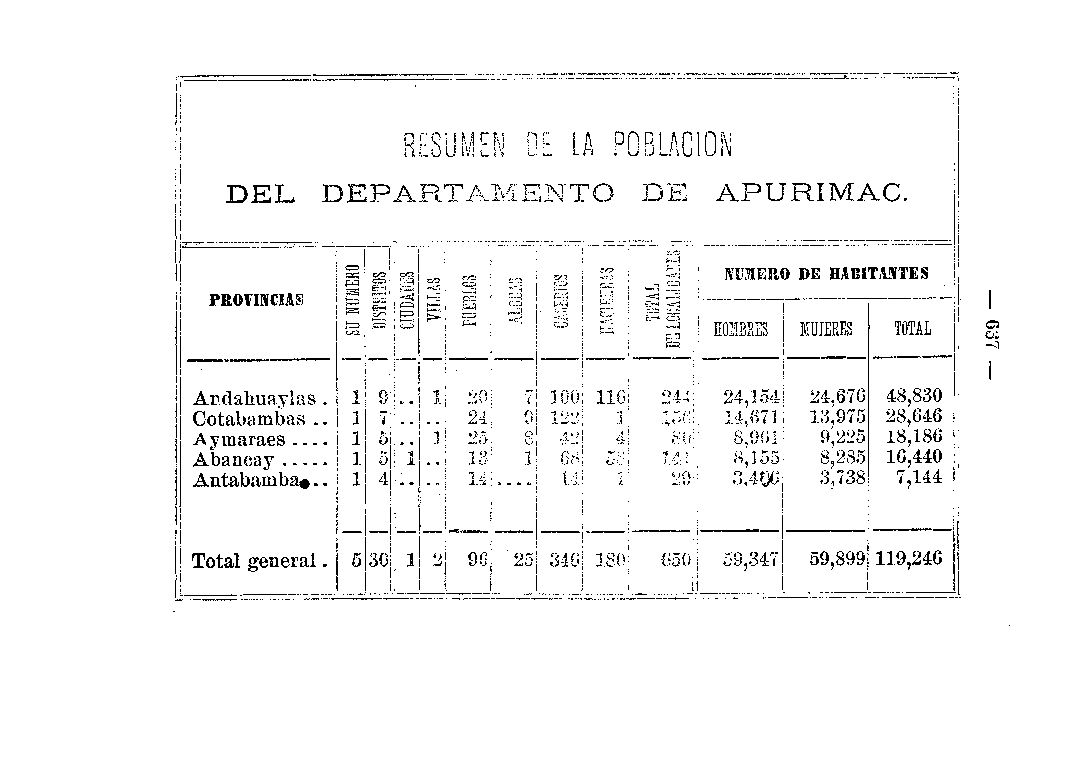 RESUMEN DE LA POBLACION
DEL DEPARTAMENTO DE APURIMAC.
PROVINCIAS SU NUMERO DISTRITOS CIUDADES VILLAS PUEBLOS ALDEAS CASERIOS HACIENDAS TOTAL DE LOCALIDADES NUMERO DE HABITANTES
HOMBRES MUJERES TOTAL
Andahuaylas . 1 9 .. 1 20 7 100 116 244 24,154 24,676 48,830
Cotabambas .. 1 7 .. .. 24 9 122 1 156 14,671 13,975 28,646
Aymaraes .... 1 5 .. 1 25 8 42 4 80 8,961 9,225 18,186
Abancay ..... 1 5 1 .. 13 1 68 141 8,155 8,285 16,440
Antabamba... 1 4 .. .. 14 .... 14 1 29 3,406 3,738 7,144
Total general . 5 30 1 2 96 25 346 180 650 59,347 59,899 119,246
— 637 —